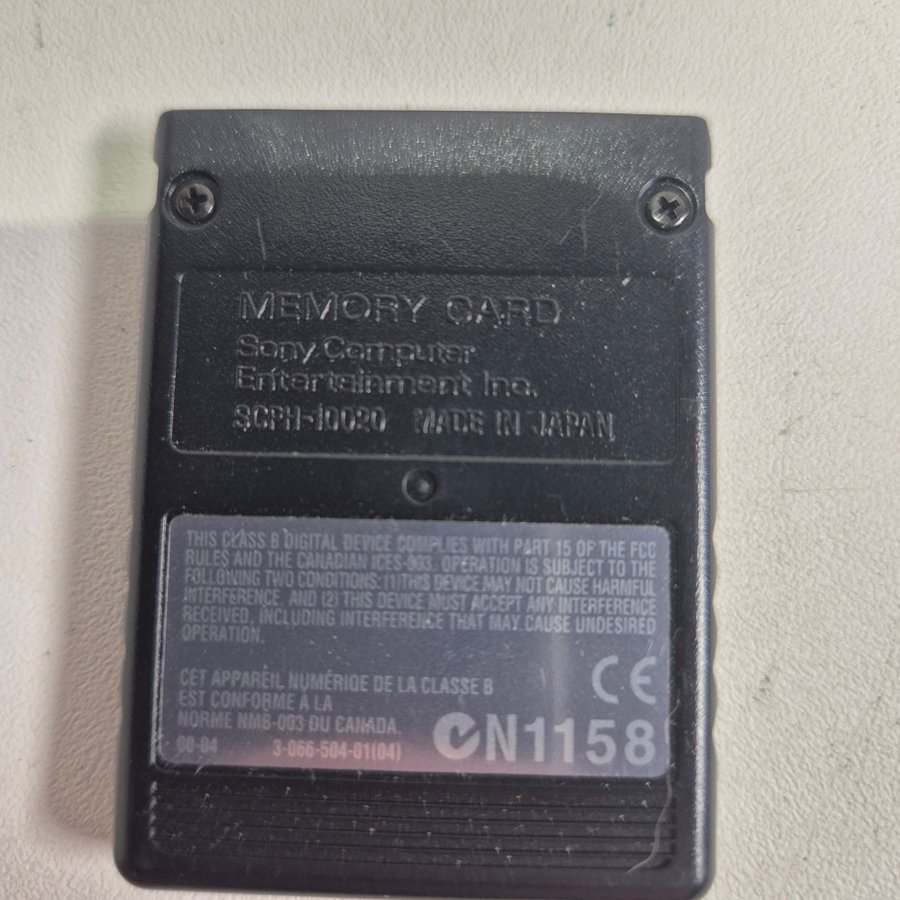 MEMORY CARD
Sony Computer
Entertainment Inc.
SCPH-10020 MADE IN JAPAN
THIS CLASS B DIGITAL DEVICE COMPLIES WITH PART 15 OF THE FCC
RULES AND THE CANADIAN ICES-003. OPERATION IS SUBJECT TO THE
FOLLOWING TWO CONDITIONS: (1) THIS DEVICE MAY NOT CAUSE HARMFUL
INTERFERENCE, AND (2) THIS DEVICE MUST ACCEPT ANY INTERFERENCE
RECEIVED, INCLUDING INTERFERENCE THAT MAY CAUSE UNDESIRED
OPERATION.
CET APPAREIL NUMÉRIQE DE LA CLASSE B
EST CONFORME À LA
NORME NMB-003 DU CANADA.
CE
N1158
00-04 3-066-504-01(04)